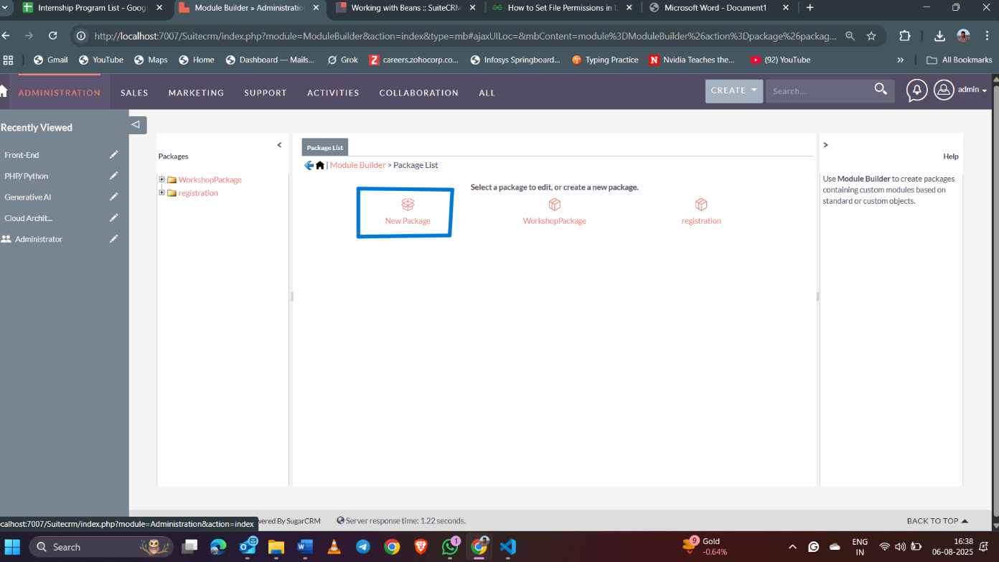 Internship Program List - Goog
Module Builder » Administratio
Working with Beans :: SuiteCRM
How to Set File Permissions in L
Microsoft Word - Document1
http://localhost:7007/Suitecrm/index.php?module=ModuleBuilder&action=index&type=mb#ajaxUILoc=&mbContent=module%3DModuleBuilder%26action%3Dpackage%26packag...
Gmail
YouTube
Maps
Home
Dashboard — Mails...
Grok
careers.zohocorp.co...
Infosys Springboard...
Typing Practice
Nvidia Teaches the...
(92) YouTube
All Bookmarks
ADMINISTRATION
SALES
MARKETING
SUPPORT
ACTIVITIES
COLLABORATION
ALL
CREATE
Search...
admin
Recently Viewed
Front-End
PHP/ Python
Generative AI
Cloud Archit...
Administrator
Packages
WorkshopPackage
registration
Package List
| Module Builder > Package List
Select a package to edit, or create a new package.
New Package
WorkshopPackage
registration
Help
Use Module Builder to create packages
containing custom modules based on
standard or custom objects.
ocalhost:7007/Suitecrm/index.php?module=Administration&action=index
wered By SugarCRM
Server response time: 1.22 seconds.
BACK TO TOP
Search
1
9
Gold
-0.64%
ENG
IN
16:38
06-08-2025